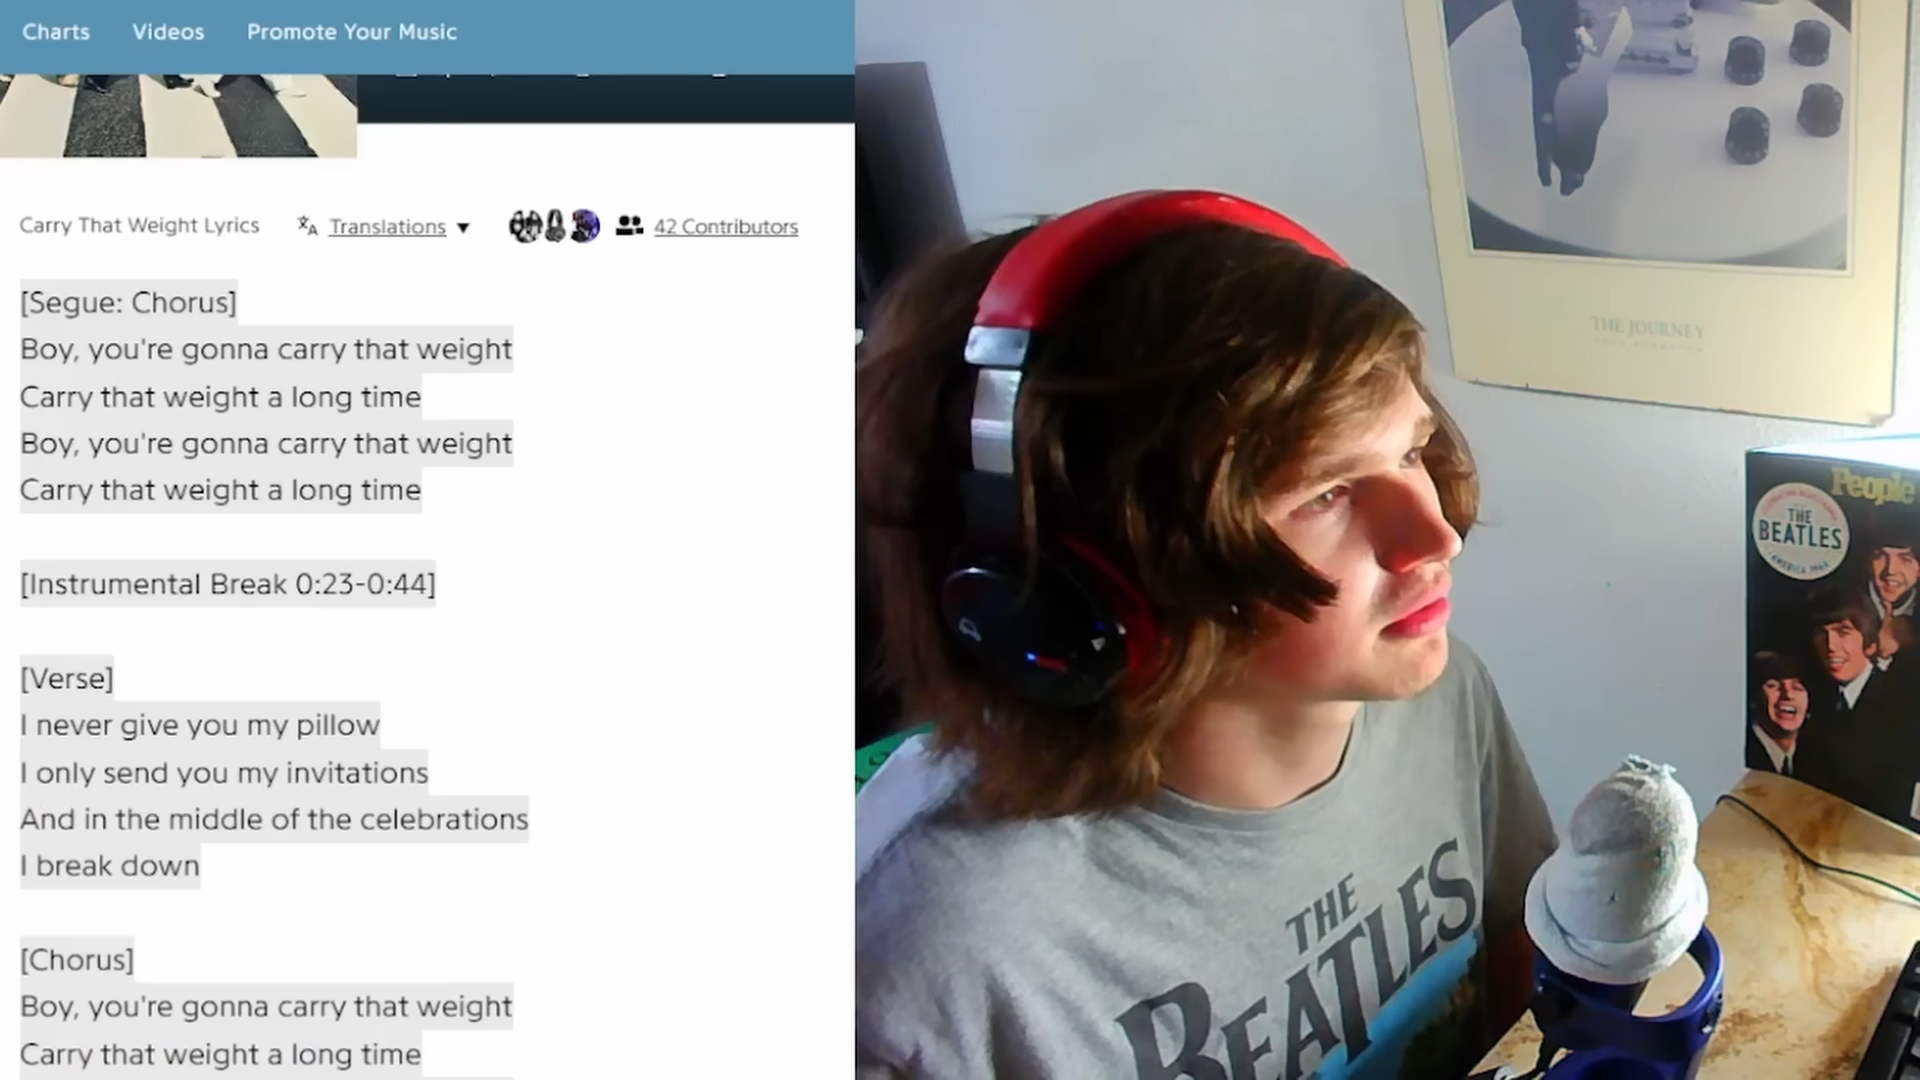 Charts Videos Promote Your Music
Carry That Weight Lyrics Translations 42 Contributors
[Segue: Chorus]
Boy, you're gonna carry that weight
Carry that weight a long time
Boy, you're gonna carry that weight
Carry that weight a long time
[Instrumental Break 0:23-0:44]
[Verse]
I never give you my pillow
I only send you my invitations
And in the middle of the celebrations
I break down
[Chorus]
Boy, you're gonna carry that weight
Carry that weight a long time
THE JOURNEY
People
THE
BEATLES
AMERICA 1964
THE
BEATLES